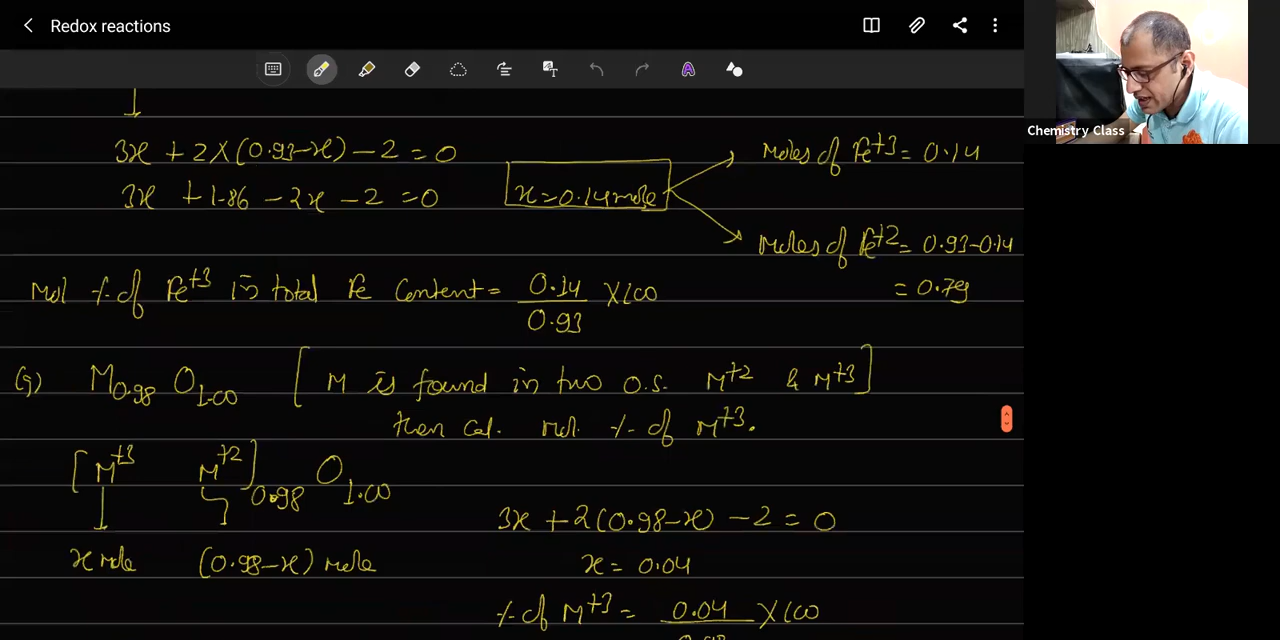 Redox reactions
Chemistry Class
3x + 2 X (0.93-x) - 2 = 0
3x + 1.86 - 2x - 2 = 0
x = 0.14 mole
Moles of Fe+3 = 0.14
Moles of Fe+2 = 0.93-0.14
= 0.79
Mol %. of Fe+3 in total Fe Content = 0.14 / 0.93 X 100
(9) M0.98 O1.00 [ M is found in two O.S. M+2 & M+3 ]
then Cal. Mol. %. of M+3.
[ M+3 M+2 ]0.98 O1.00
x mole (0.98-x) mole
3x + 2(0.98-x) - 2 = 0
x = 0.04
%. of M+3 = 0.04 X 100